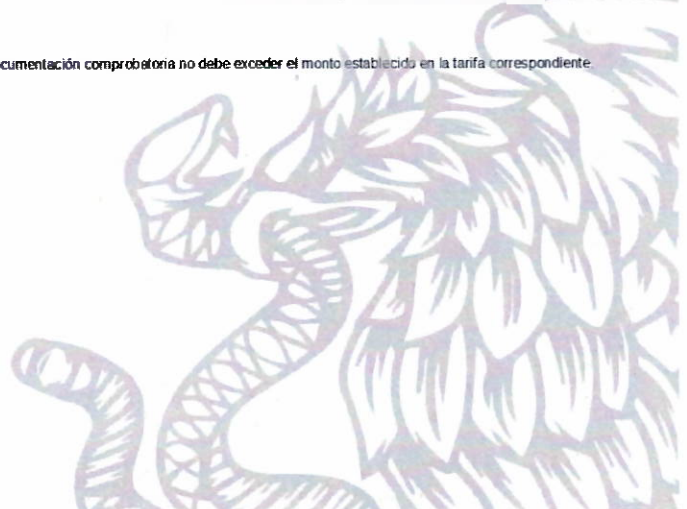 cumentación comprobatoria no debe exceder el monto establecido en la tarifa correspondiente.